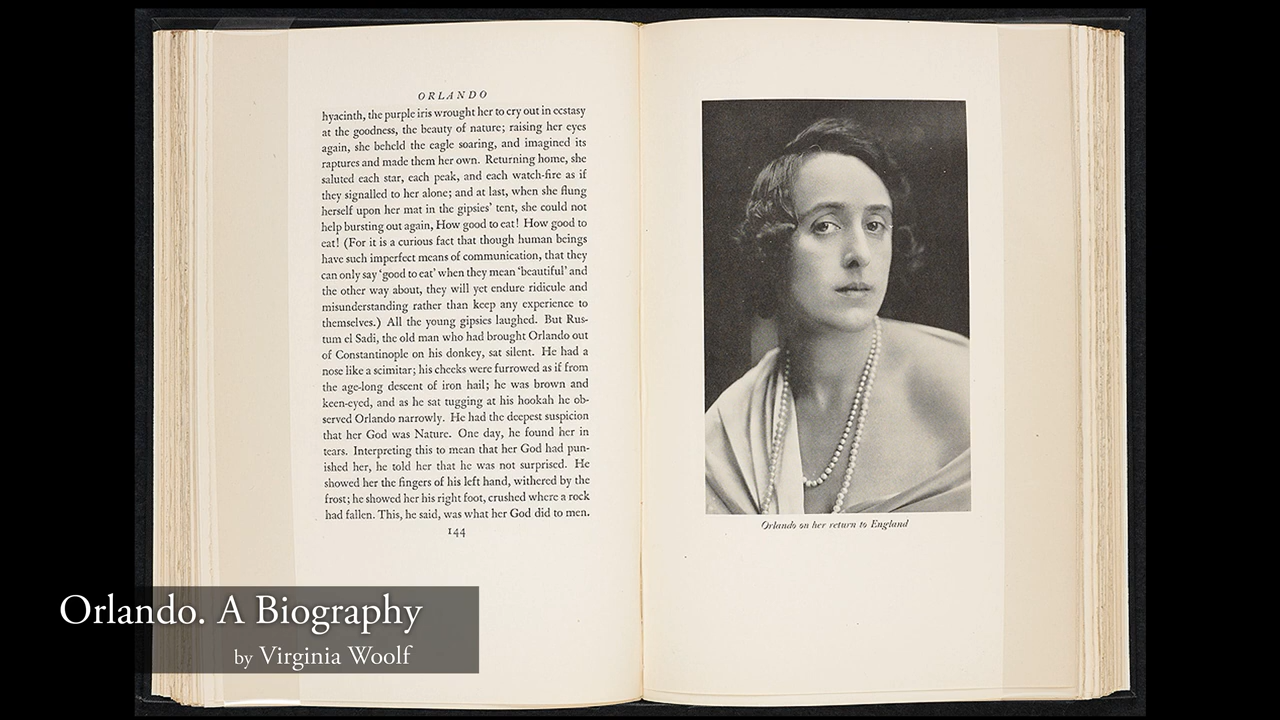 ORLANDO
hyacinth, the purple iris wrought her to cry out in ecstasy
at the goodness, the beauty of nature; raising her eyes
again, she beheld the eagle soaring, and imagined its
raptures and made them her own. Returning home, she
saluted each star, each peak, and each watch-fire as if
they signalled to her alone; and at last, when she flung
herself upon her mat in the gipsies' tent, she could not
help bursting out again, How good to eat! How good to
eat! (For it is a curious fact that though human beings
have such imperfect means of communication, that they
can only say 'good to eat' when they mean 'beautiful' and
the other way about, they will yet endure ridicule and
misunderstanding rather than keep any experience to
themselves.) All the young gipsies laughed. But Rus-
tum el Sadi, the old man who had brought Orlando out
of Constantinople on his donkey, sat silent. He had a
nose like a scimitar; his cheeks were furrowed as if from
the age-long descent of iron hail; he was brown and
keen-eyed, and as he sat tugging at his hookah he ob-
served Orlando narrowly. He had the deepest suspicion
that her God was Nature. One day, he found her in
tears. Interpreting this to mean that her God had pun-
ished her, he told her that he was not surprised. He
showed her the fingers of his left hand, withered by the
frost; he showed her his right foot, crushed where a rock
had fallen. This, he said, was what her God did to men.
144
Orlando on her return to England
Orlando. A Biography
by Virginia Woolf